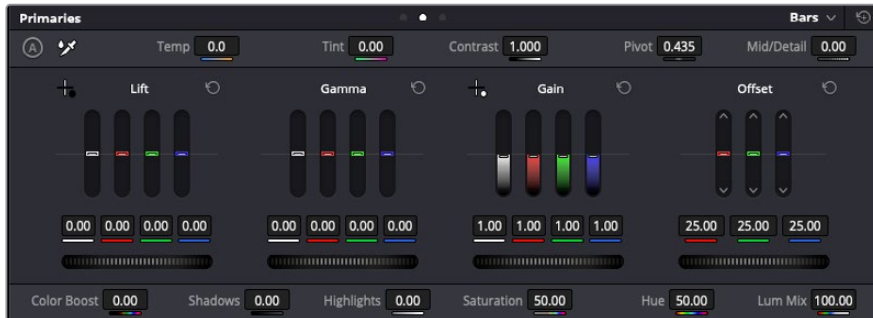 Primaries Bars
A Temp 0.0 Tint 0.00 Contrast 1.000 Pivot 0.435 Mid/Detail 0.00
Lift Gamma Gain Offset
0.00 0.00 0.00 0.00 0.00 0.00 0.00 0.00 1.00 1.00 1.00 1.00 25.00 25.00 25.00
Color Boost 0.00 Shadows 0.00 Highlights 0.00 Saturation 50.00 Hue 50.00 Lum Mix 100.00